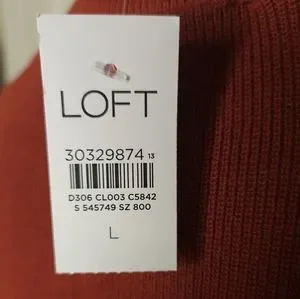 LOFT
30329874 13
D306 CL003 C5842
S 545749 SZ 800
L